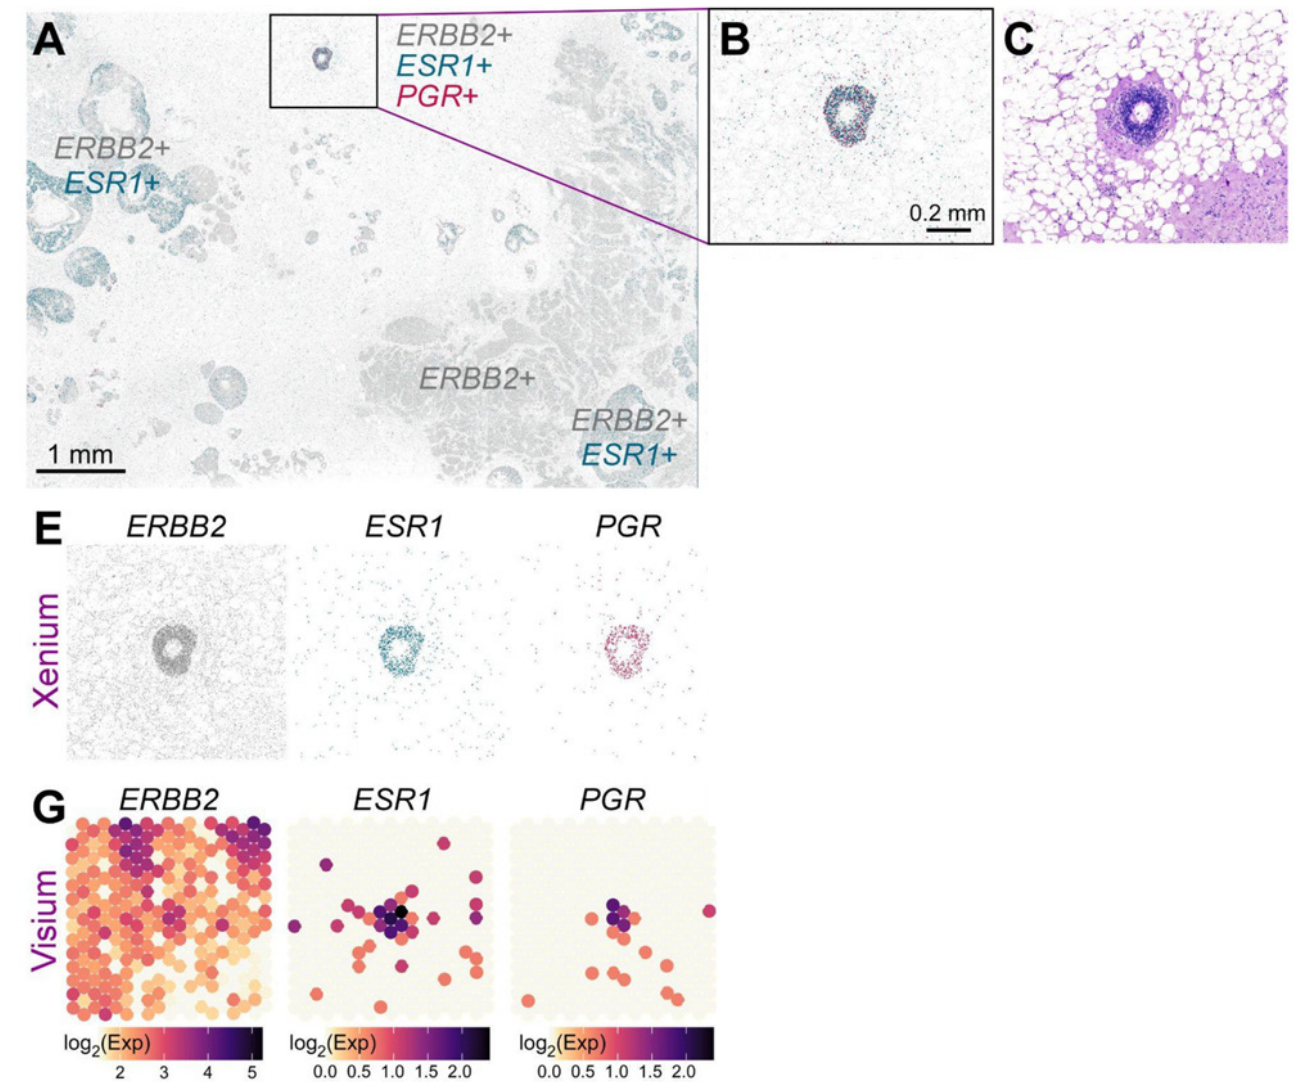 A
ERBB2+
ESR1+
PGR+
ERBB2+
ESR1+
ERBB2+
ERBB2+
ESR1+
1 mm
B
0.2 mm
C
E
ERBB2 ESR1 PGR
Xenium
G
ERBB2 ESR1 PGR
Visium
log2(Exp) log2(Exp) log2(Exp)
2 3 4 5 0.0 0.5 1.0 1.5 2.0 0.0 0.5 1.0 1.5 2.0